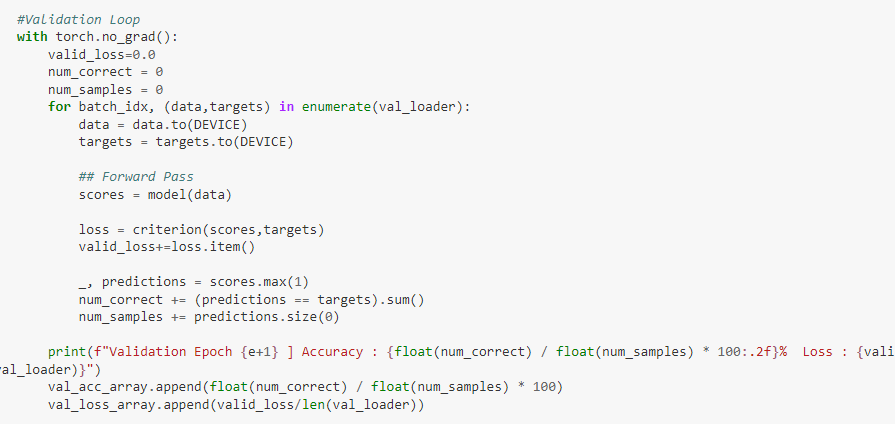 #Validation Loop
with torch.no_grad():
    valid_loss=0.0
    num_correct = 0
    num_samples = 0
    for batch_idx, (data,targets) in enumerate(val_loader):
        data = data.to(DEVICE)
        targets = targets.to(DEVICE)

        ## Forward Pass
        scores = model(data)

        loss = criterion(scores,targets)
        valid_loss+=loss.item()

        _, predictions = scores.max(1)
        num_correct += (predictions == targets).sum()
        num_samples += predictions.size(0)

    print(f"Validation Epoch {e+1} ] Accuracy : {float(num_correct) / float(num_samples) * 100:.2f}%  Loss : {vali
al_loader)}")
    val_acc_array.append(float(num_correct) / float(num_samples) * 100)
    val_loss_array.append(valid_loss/len(val_loader))